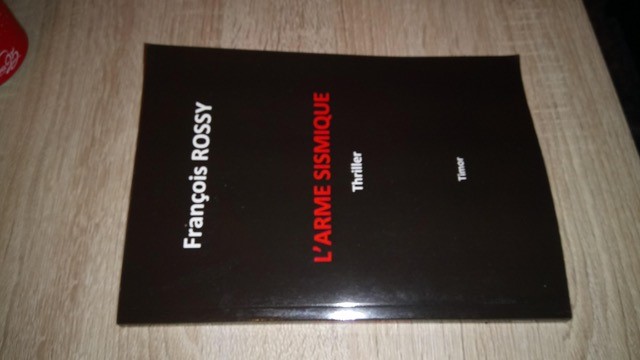 François ROSSY
L'ARME SISMIQUE
Thriller
Timor